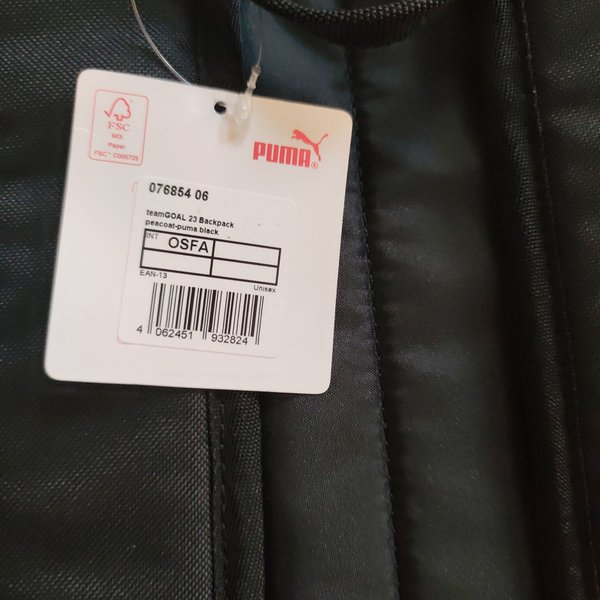 FSC
MIX
Paper
FSC™ C006726
PUMA®
076854 06
teamGOAL 23 Backpack
peacoat-puma black
INT OSFA
EAN-13
Unisex
4 062451 932824